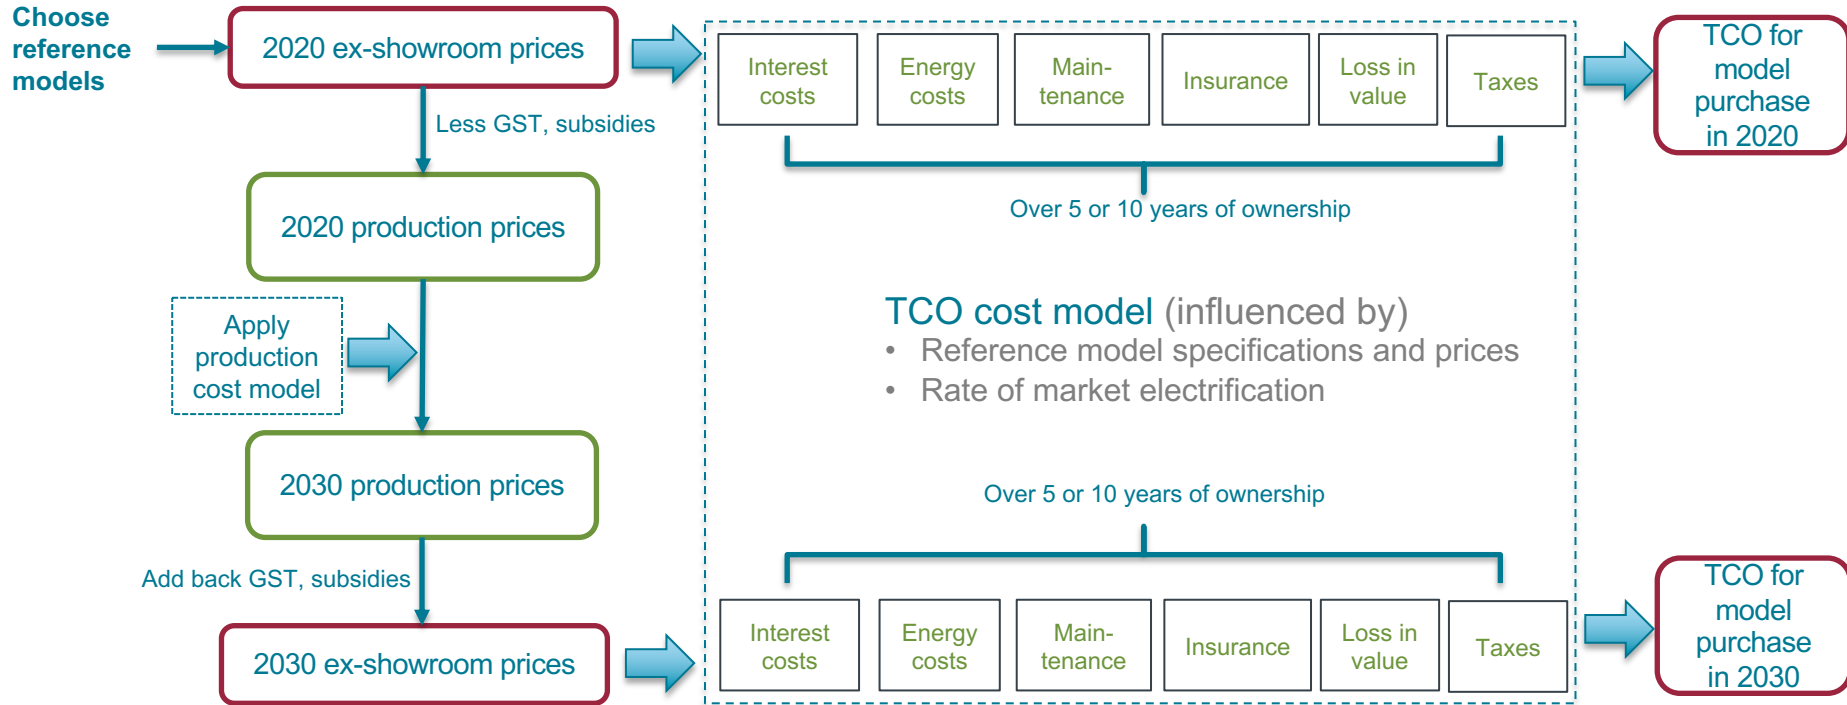 Choose
reference
models
2020 ex-showroom prices
Less GST, subsidies
2020 production prices
Apply
production
cost model
2030 production prices
Add back GST, subsidies
2030 ex-showroom prices
Interest
costs
Energy
costs
Main-
tenance
Insurance
Loss in
value
Taxes
Over 5 or 10 years of ownership
TCO cost model (influenced by)
• Reference model specifications and prices
• Rate of market electrification
Over 5 or 10 years of ownership
Interest
costs
Energy
costs
Main-
tenance
Insurance
Loss in
value
Taxes
TCO for
model
purchase
in 2020
TCO for
model
purchase
in 2030